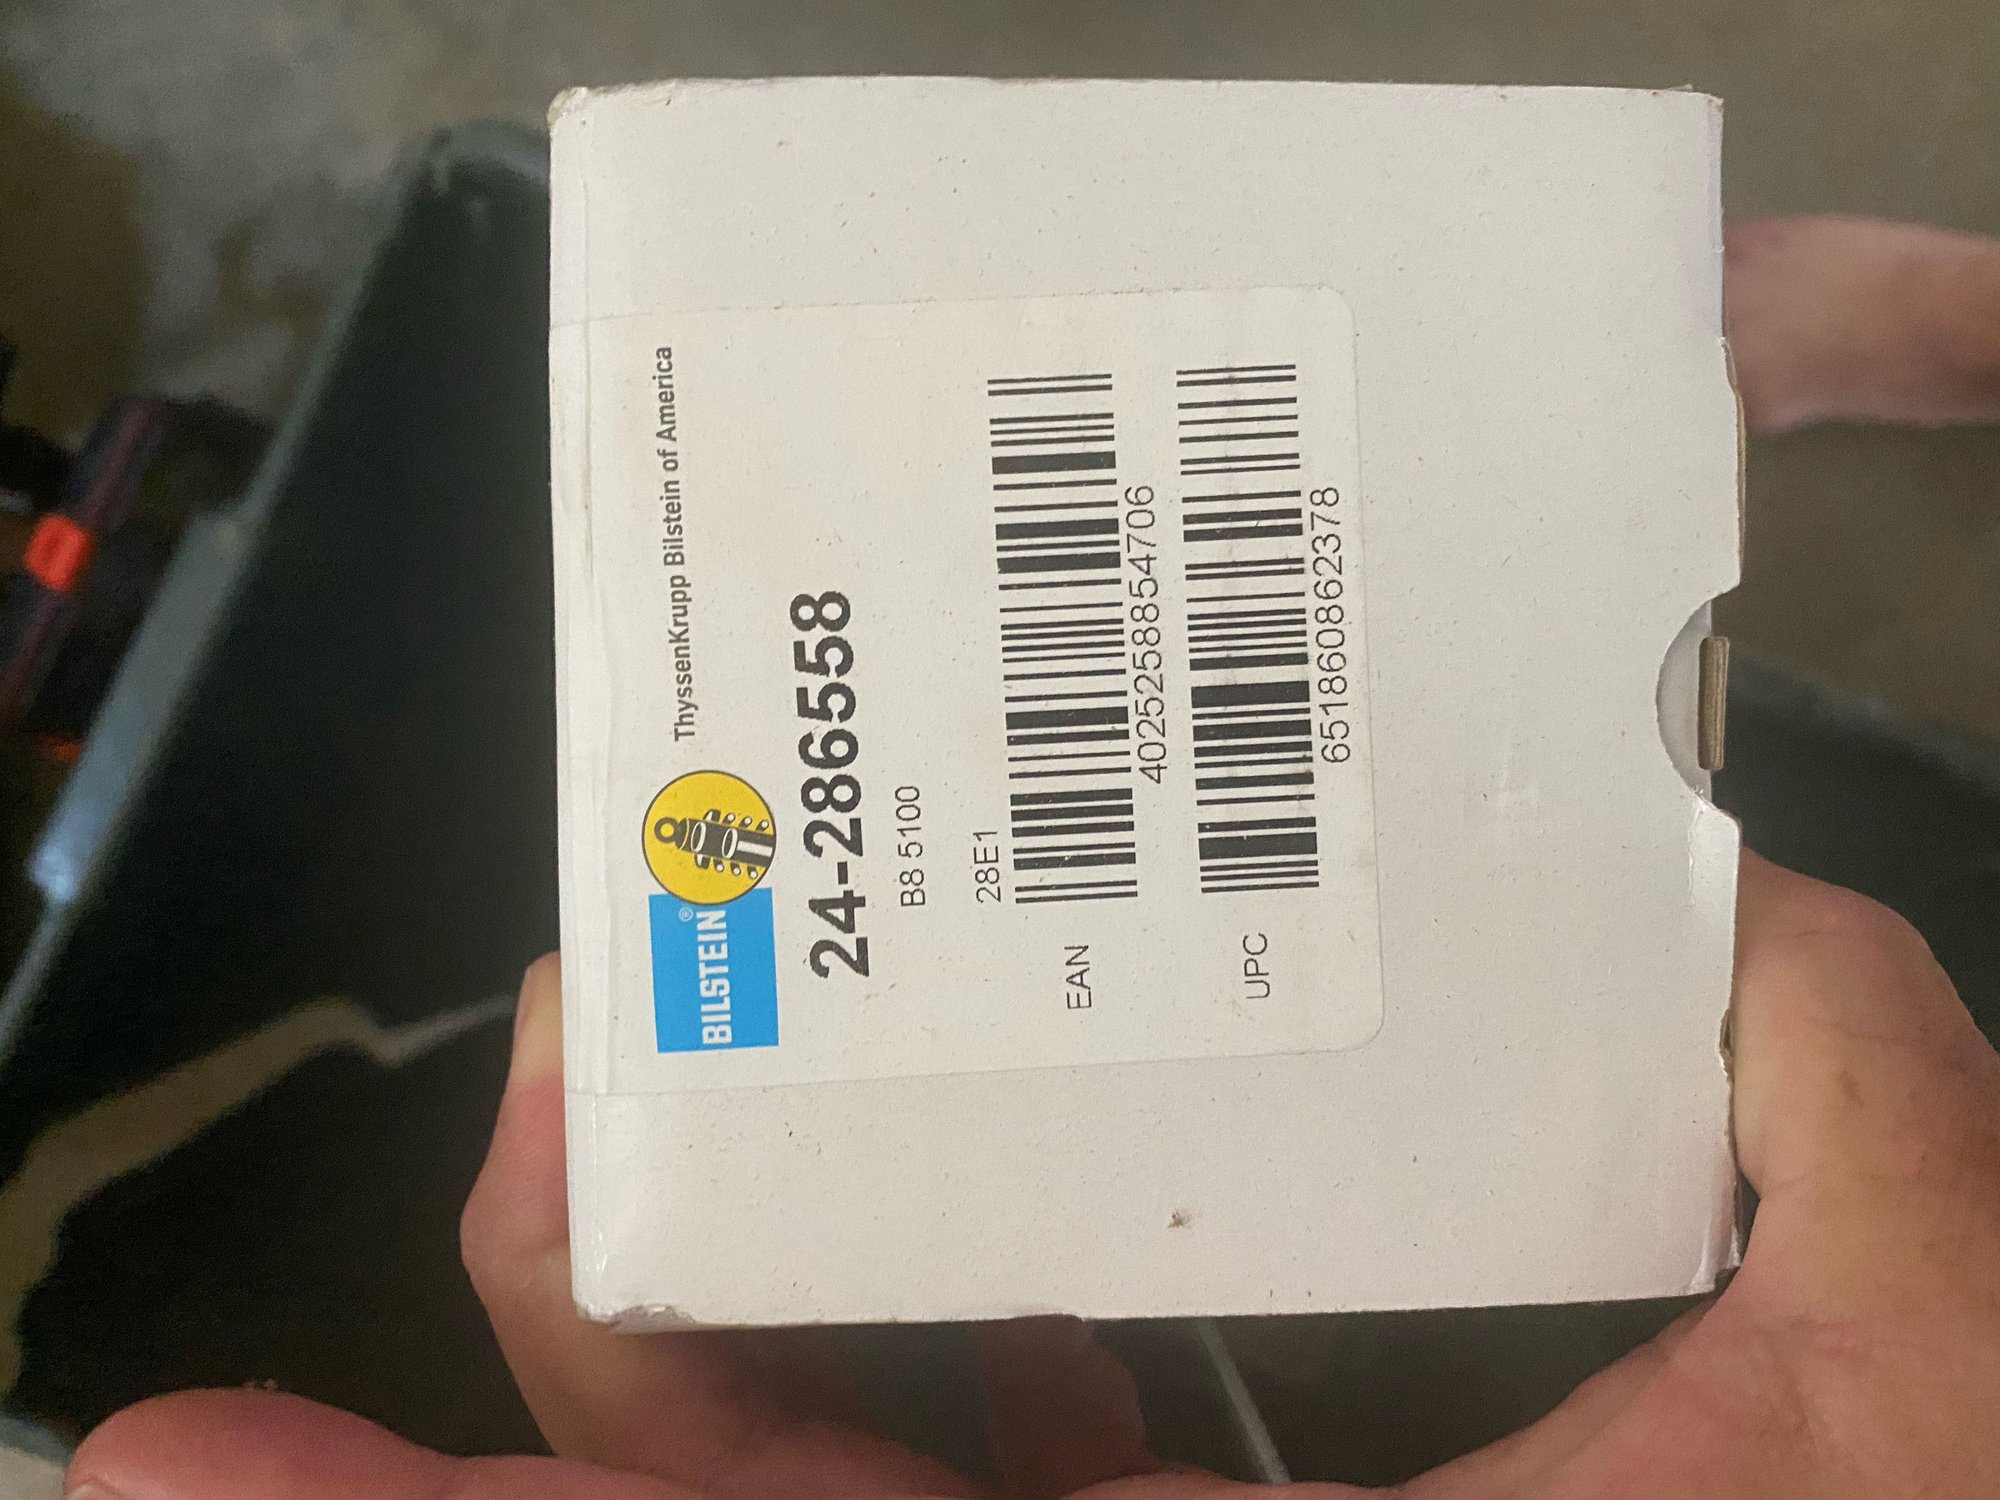 BILSTEIN®
ThyssenKrupp Bilstein of America
24-286558
B8 5100
28E1
EAN
4025258854706
UPC
651860862378